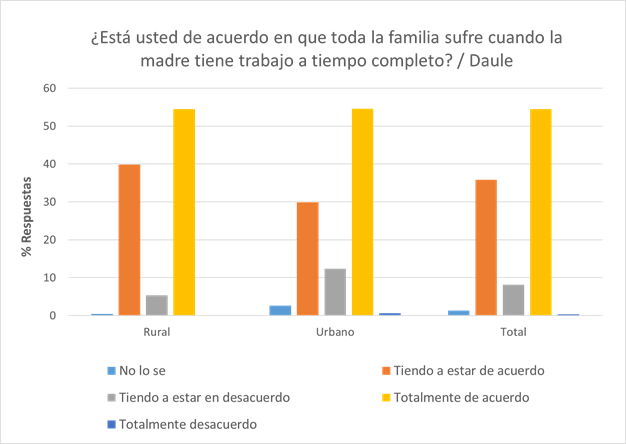 ¿Está usted de acuerdo en que toda la familia sufre cuando la
madre tiene trabajo a tiempo completo? / Daule
% Respuestas
60
50
40
30
20
10
0
Rural
Urbano
Total
No lo se
Tiendo a estar de acuerdo
Tiendo a estar en desacuerdo
Totalmente de acuerdo
Totalmente desacuerdo